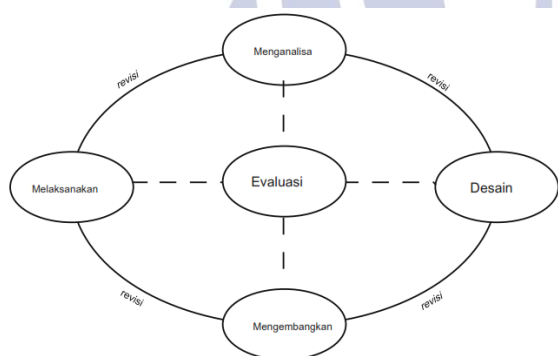 Menganalisa
revisi
revisi
Melaksanakan
Evaluasi
Desain
revisi
revisi
Mengembangkan